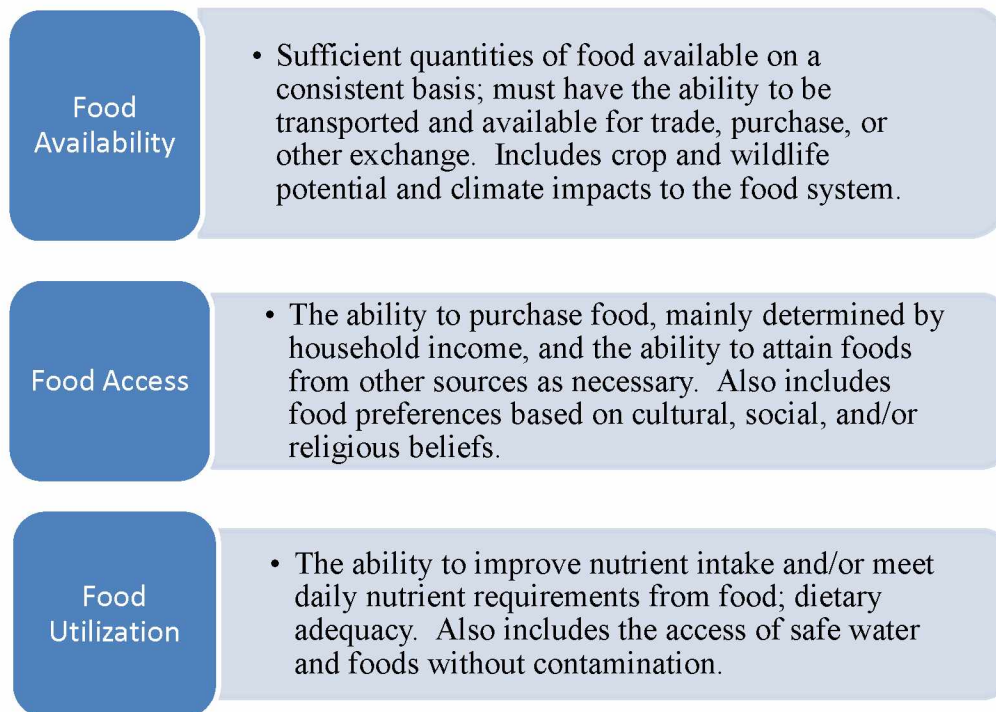 Food
Availability
• Sufficient quantities of food available on a
consistent basis; must have the ability to be
transported and available for trade, purchase, or
other exchange.  Includes crop and wildlife
potential and climate impacts to the food system.
Food Access
• The ability to purchase food, mainly determined by
household income, and the ability to attain foods
from other sources as necessary.  Also includes
food preferences based on cultural, social, and/or
religious beliefs.
Food
Utilization
• The ability to improve nutrient intake and/or meet
daily nutrient requirements from food; dietary
adequacy.  Also includes the access of safe water
and foods without contamination.